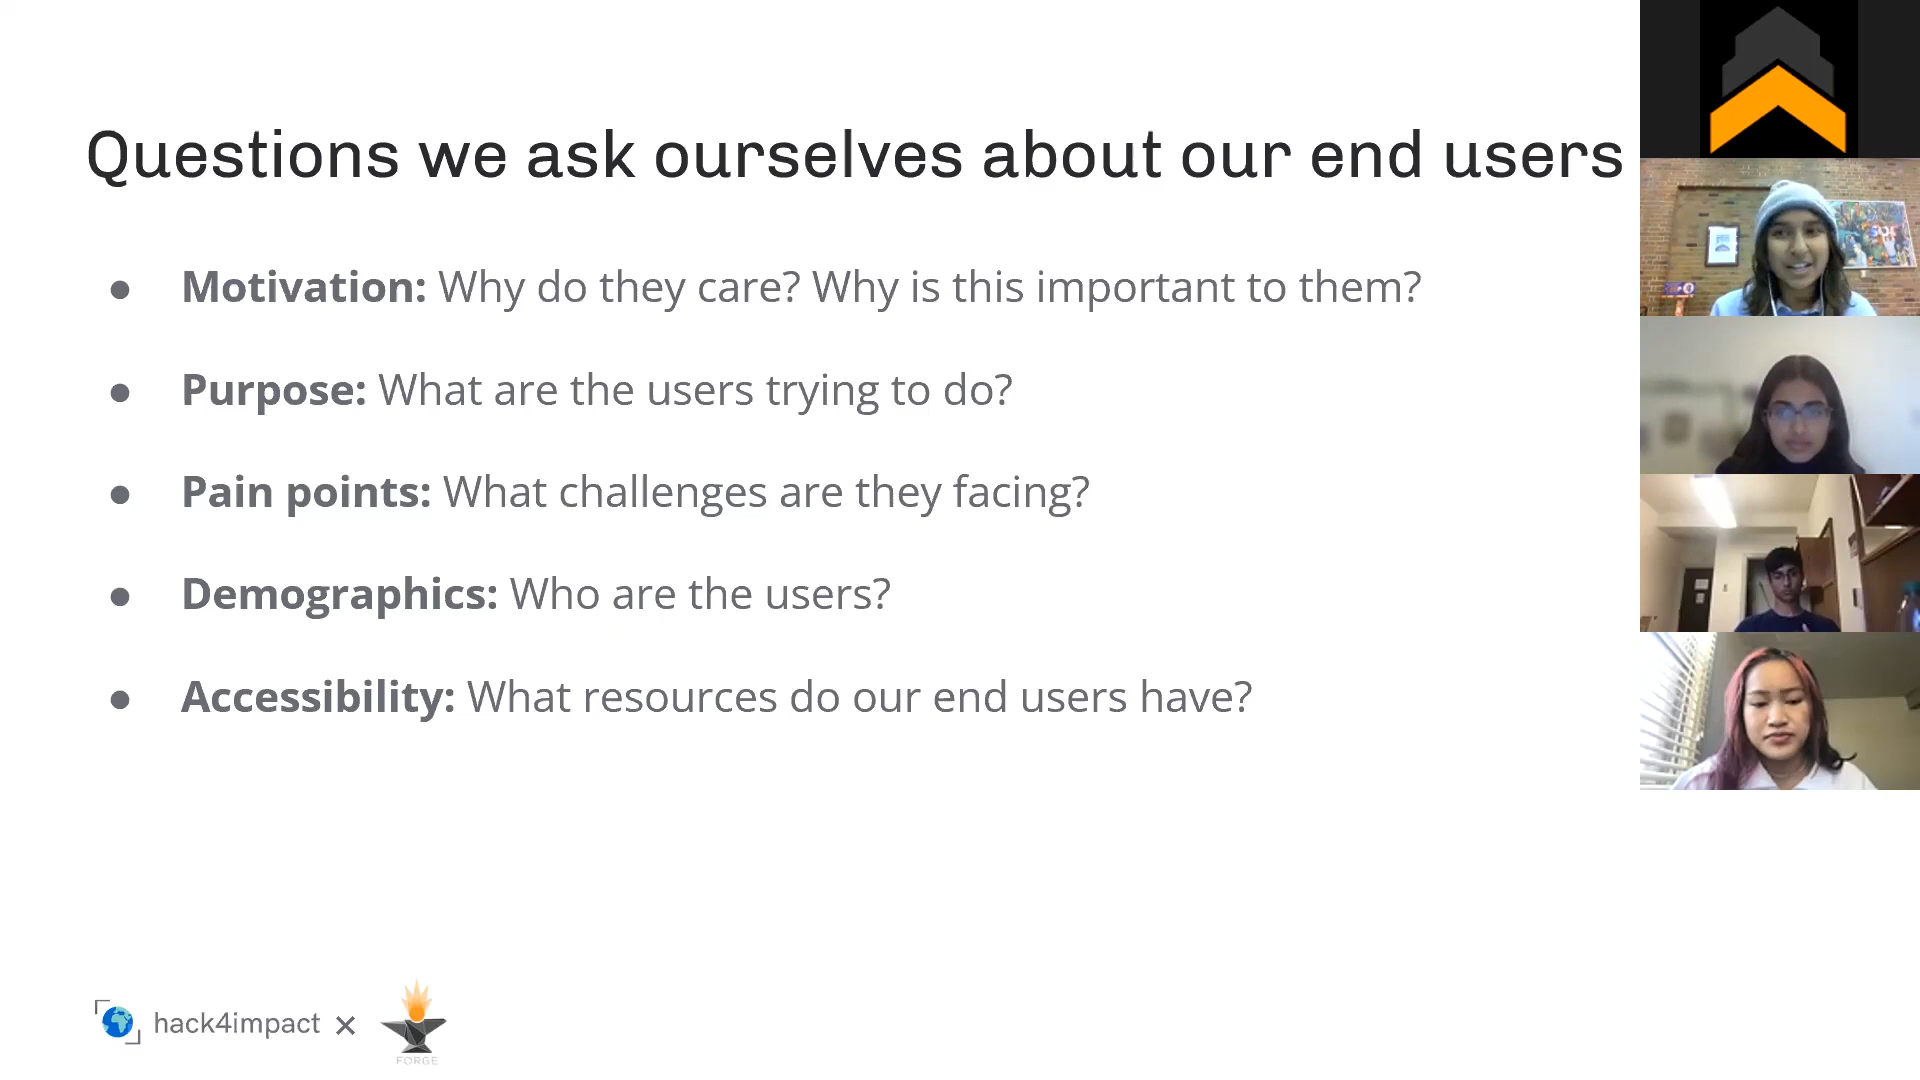 Questions we ask ourselves about our end users
● Motivation: Why do they care? Why is this important to them?
● Purpose: What are the users trying to do?
● Pain points: What challenges are they facing?
● Demographics: Who are the users?
● Accessibility: What resources do our end users have?
hack4impact ×
FORGE